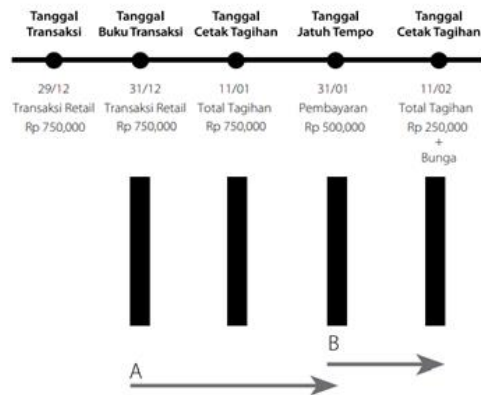 Tanggal
Transaksi
Tanggal
Buku Transaksi
Tanggal
Cetak Tagihan
Tanggal
Jatuh Tempo
Tanggal
Cetak Tagihan
29/12
Transaksi Retail
Rp 750,000
31/12
Transaksi Retail
Rp 750,000
11/01
Total Tagihan
Rp 750,000
31/01
Pembayaran
Rp 500,000
11/02
Total Tagihan
Rp 250,000
+
Bunga
A
B